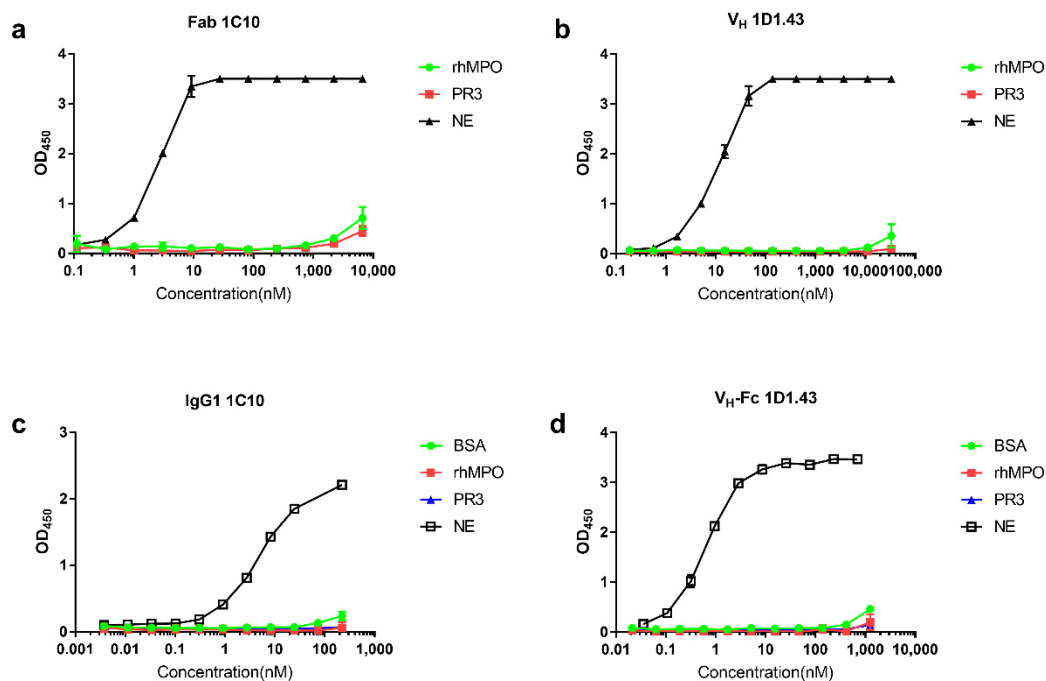 a
Fab 1C10
4
3
2
1
0
OD450
0.1
1
10
100
1,000
10,000
Concentration(nM)
rhMPO
PR3
NE
b
VH 1D1.43
4
3
2
1
0
OD450
0.1
1
10
100
1,000
10,000
100,000
Concentration(nM)
rhMPO
PR3
NE
c
IgG1 1C10
3
2
1
0
OD450
0.001
0.01
0.1
1
10
100
1,000
Concentration(nM)
BSA
rhMPO
PR3
NE
d
VH-Fc 1D1.43
4
3
2
1
0
OD450
0.01
0.1
1
10
100
1,000
10,000
Concentration(nM)
BSA
rhMPO
PR3
NE